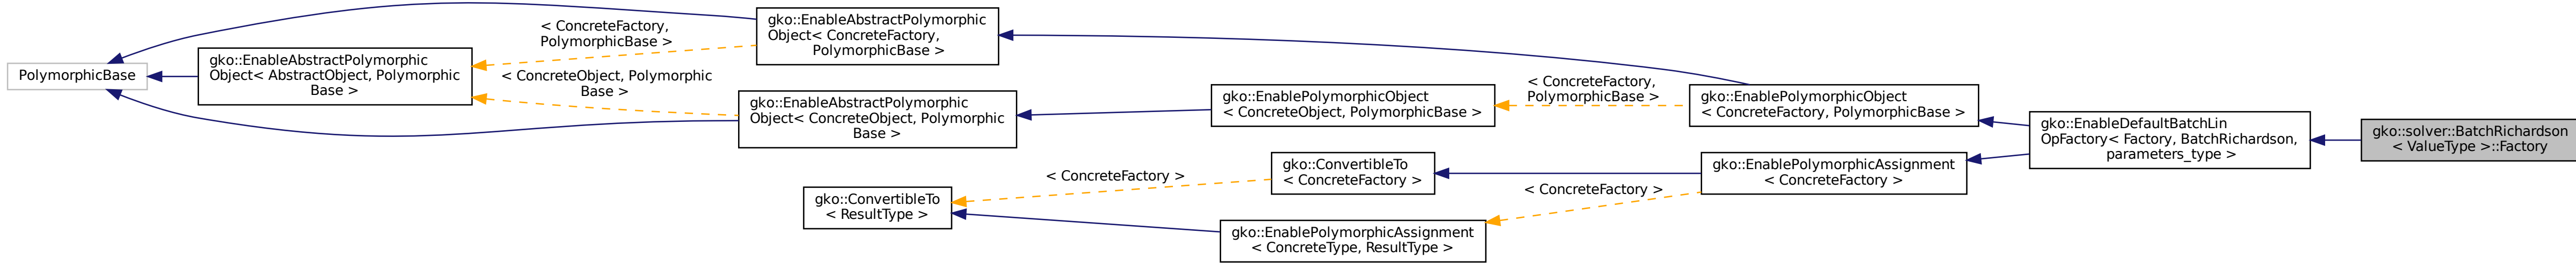 PolymorphicBase
gko::EnableAbstractPolymorphic
Object< AbstractObject, Polymorphic
Base >
< ConcreteFactory,
PolymorphicBase >
< ConcreteObject, Polymorphic
Base >
gko::EnableAbstractPolymorphic
Object< ConcreteFactory,
PolymorphicBase >
gko::EnableAbstractPolymorphic
Object< ConcreteObject, Polymorphic
Base >
gko::ConvertibleTo
< ResultType >
< ConcreteFactory >
gko::EnablePolymorphicObject
< ConcreteObject, PolymorphicBase >
gko::ConvertibleTo
< ConcreteFactory >
gko::EnablePolymorphicAssignment
< ConcreteType, ResultType >
< ConcreteFactory,
PolymorphicBase >
< ConcreteFactory >
gko::EnablePolymorphicObject
< ConcreteFactory, PolymorphicBase >
gko::EnablePolymorphicAssignment
< ConcreteFactory >
gko::EnableDefaultBatchLin
OpFactory< Factory, BatchRichardson,
parameters_type >
gko::solver::BatchRichardson
< ValueType >::Factory